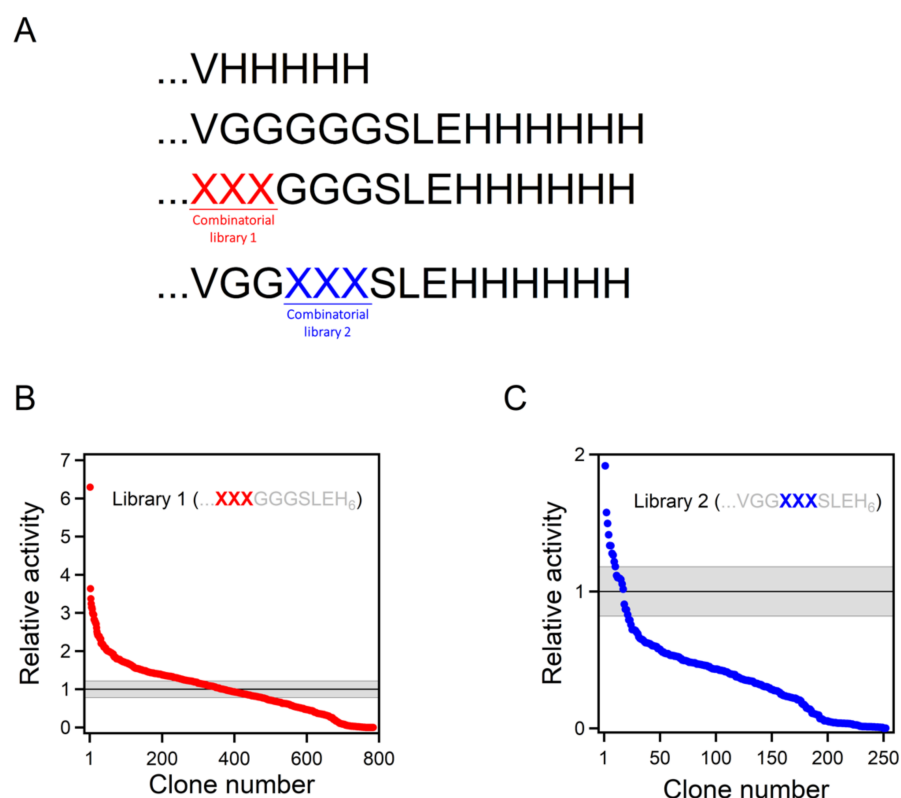 A
...VHHHHH
...VGGGGGSLEHHHHHH
...XXXGGGSLEHHHHHH
Combinatorial
library 1
...VGGXXXSLEHHHHHH
Combinatorial
library 2
B
Relative activity
7
6
5
4
3
2
1
0
Library 1 (...XXXGGGSLEH6)
1
200
400
600
800
Clone number
C
Relative activity
2
1
0
Library 2 (...VGGXXXSLEH6)
1
50
100
150
200
250
Clone number